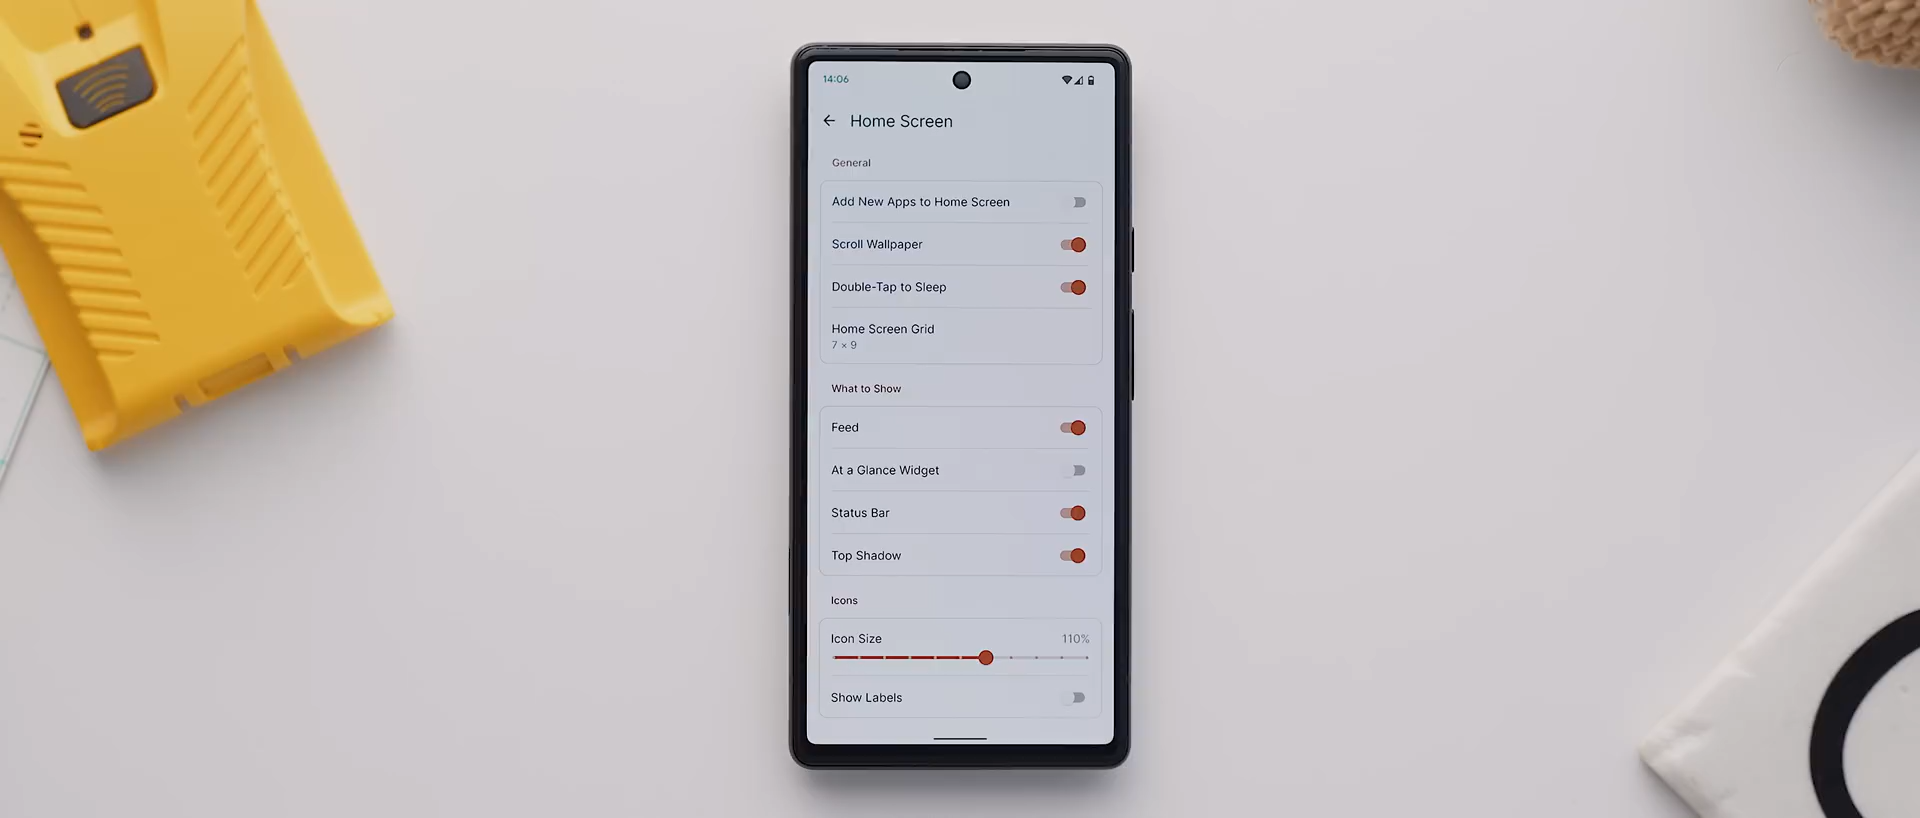 14:06
Home Screen
General
Add New Apps to Home Screen
Scroll Wallpaper
Double-Tap to Sleep
Home Screen Grid
7 × 9
What to Show
Feed
At a Glance Widget
Status Bar
Top Shadow
Icons
Icon Size 110%
Show Labels